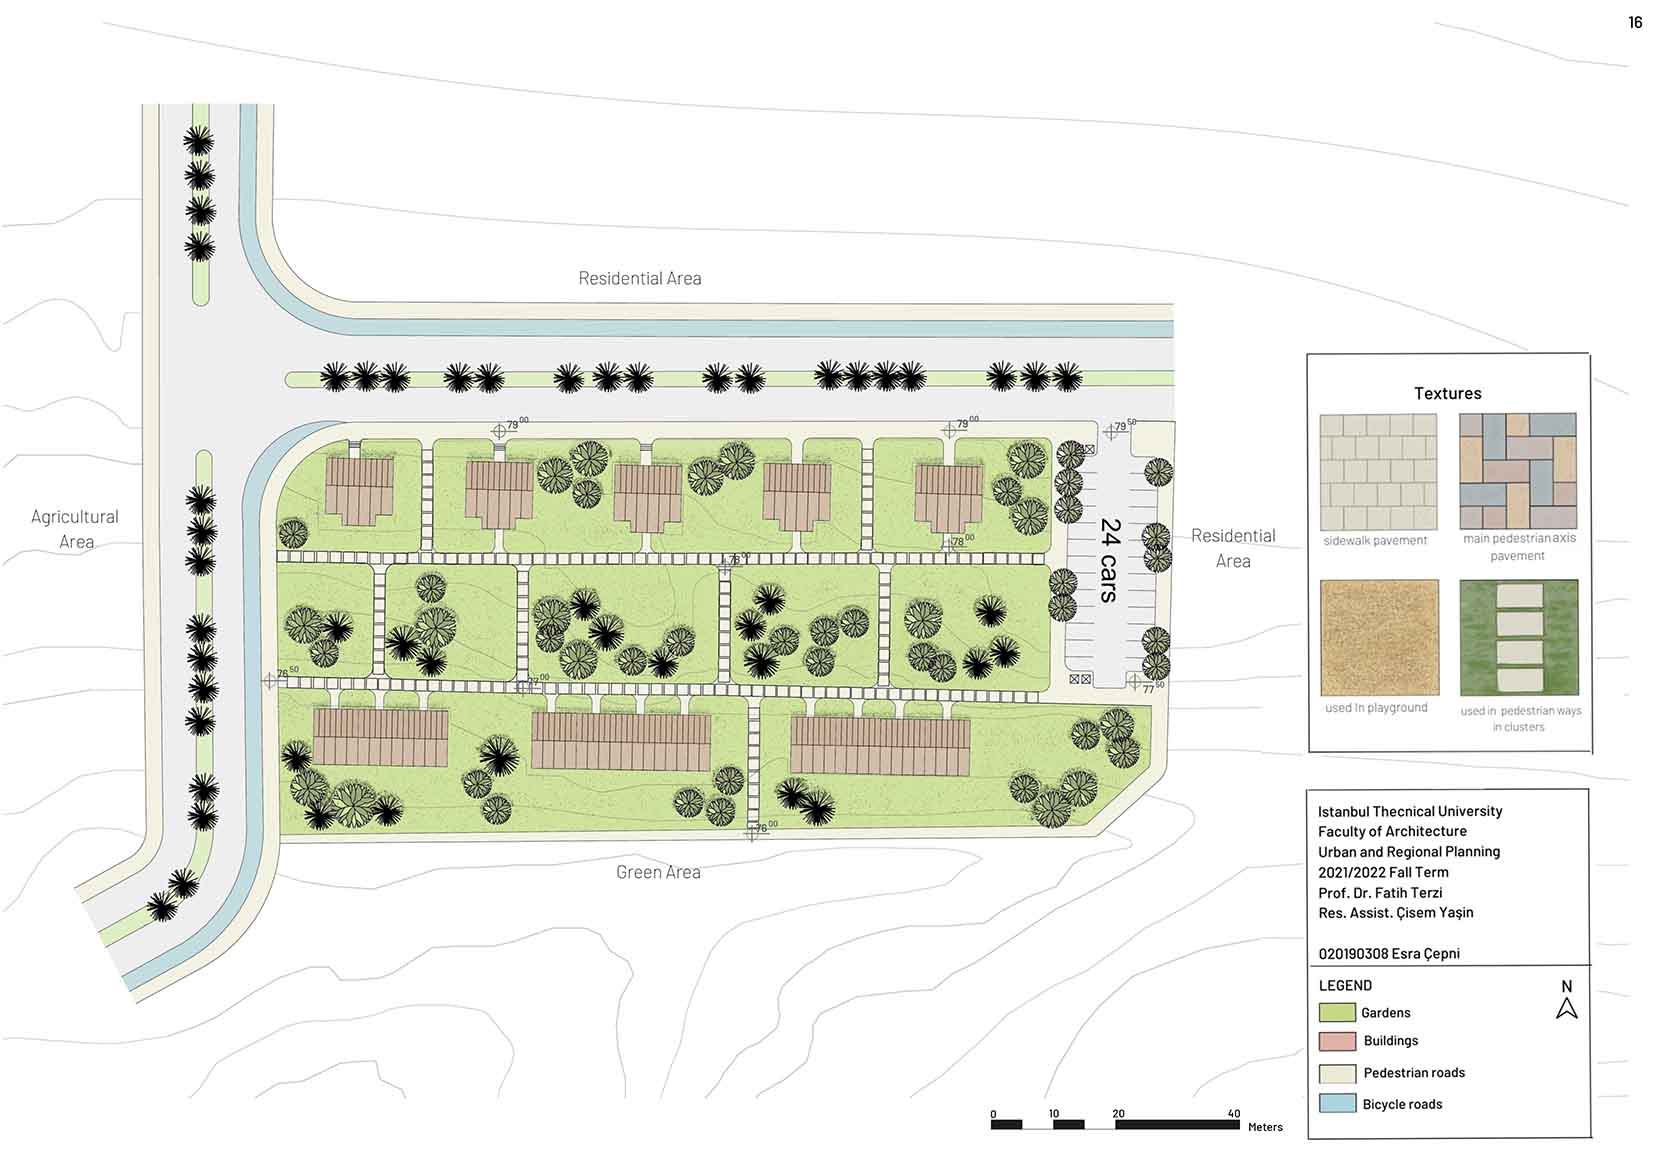 16
Residential Area
Agricultural
Area
Residential
Area
Green Area
79 00
79 00
79 50
78 00
78 00
76 50
77 00
77 50
76 00
24 cars
Textures
sidewalk pavement
main pedestrian axis
pavement
used In playground
used in pedestrian ways
in clusters
Istanbul Thecnical University
Faculty of Architecture
Urban and Regional Planning
2021/2022 Fall Term
Prof. Dr. Fatih Terzi
Res. Assist. Çisem Yaşin
020190308 Esra Çepni
LEGEND
N
Gardens
Buildings
Pedestrian roads
Bicycle roads
0 10 20 40
Meters